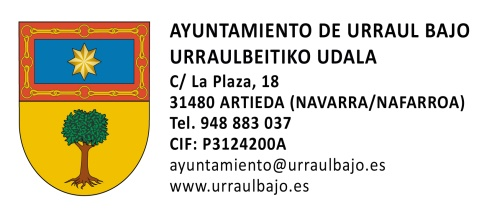 AYUNTAMIENTO DE URRAUL BAJO
URRAULBEITIKO UDALA
C/ La Plaza, 18
31480 ARTIEDA (NAVARRA/NAFARROA)
Tel. 948 883 037
CIF: P3124200A
ayuntamiento@urraulbajo.es
www.urraulbajo.es